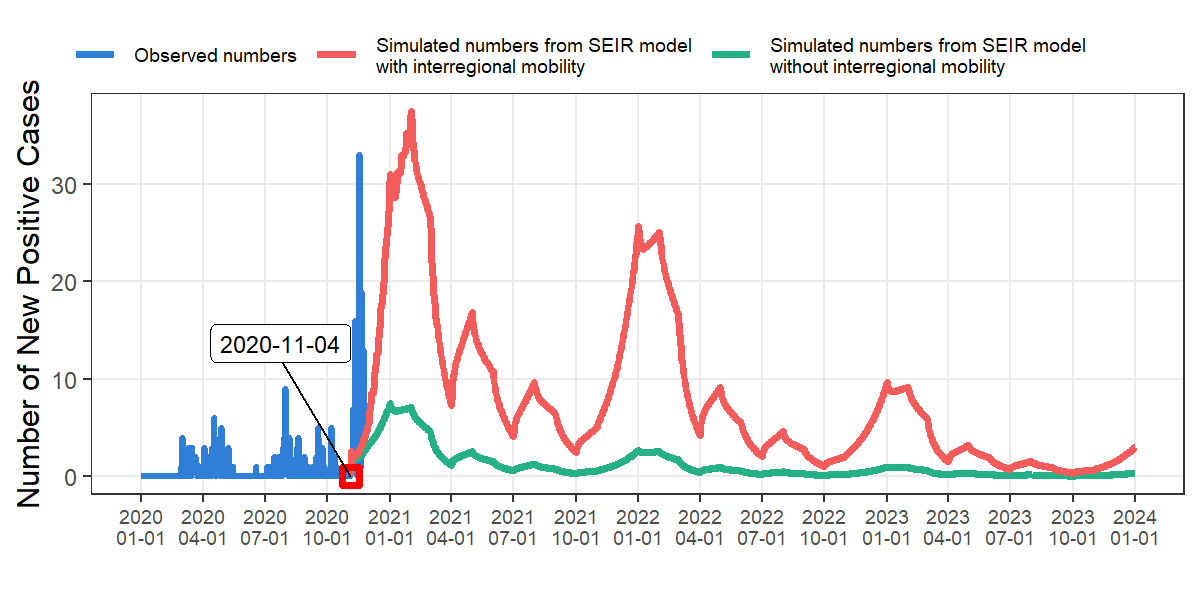 Observed numbers
Simulated numbers from SEIR model
with interregional mobility
Simulated numbers from SEIR model
without interregional mobility
Number of New Positive Cases
30
20
10
0
2020-11-04
2020 2020 2020 2020 2021 2021 2021 2021 2022 2022 2022 2022 2023 2023 2023 2023 2024
01-01 04-01 07-01 10-01 01-01 04-01 07-01 10-01 01-01 04-01 07-01 10-01 01-01 04-01 07-01 10-01 01-01